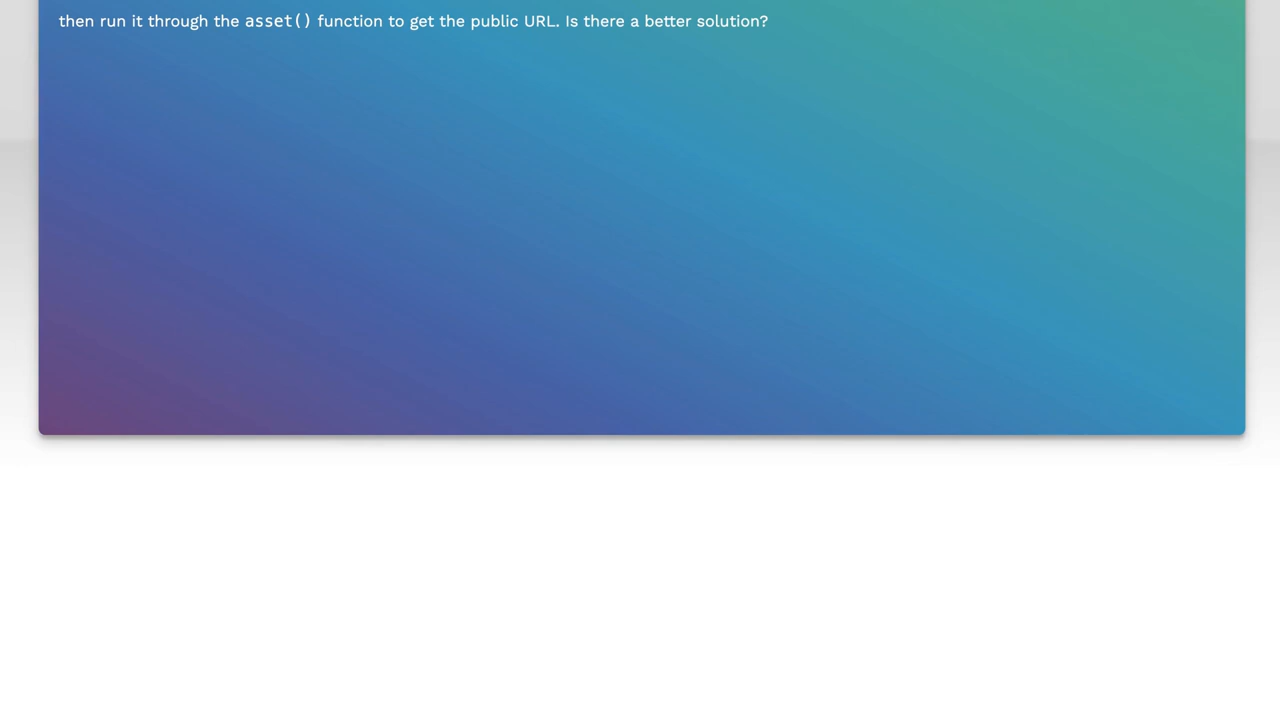 then run it through the asset() function to get the public URL. Is there a better solution?